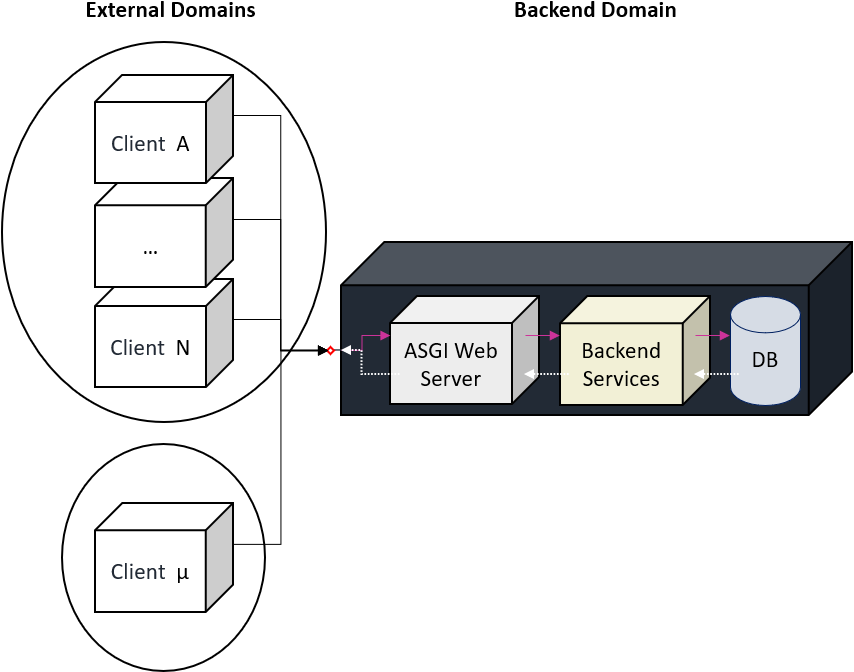 External Domains
Backend Domain
Client A
...
Client N
ASGI Web
Server
Backend
Services
DB
Client µ